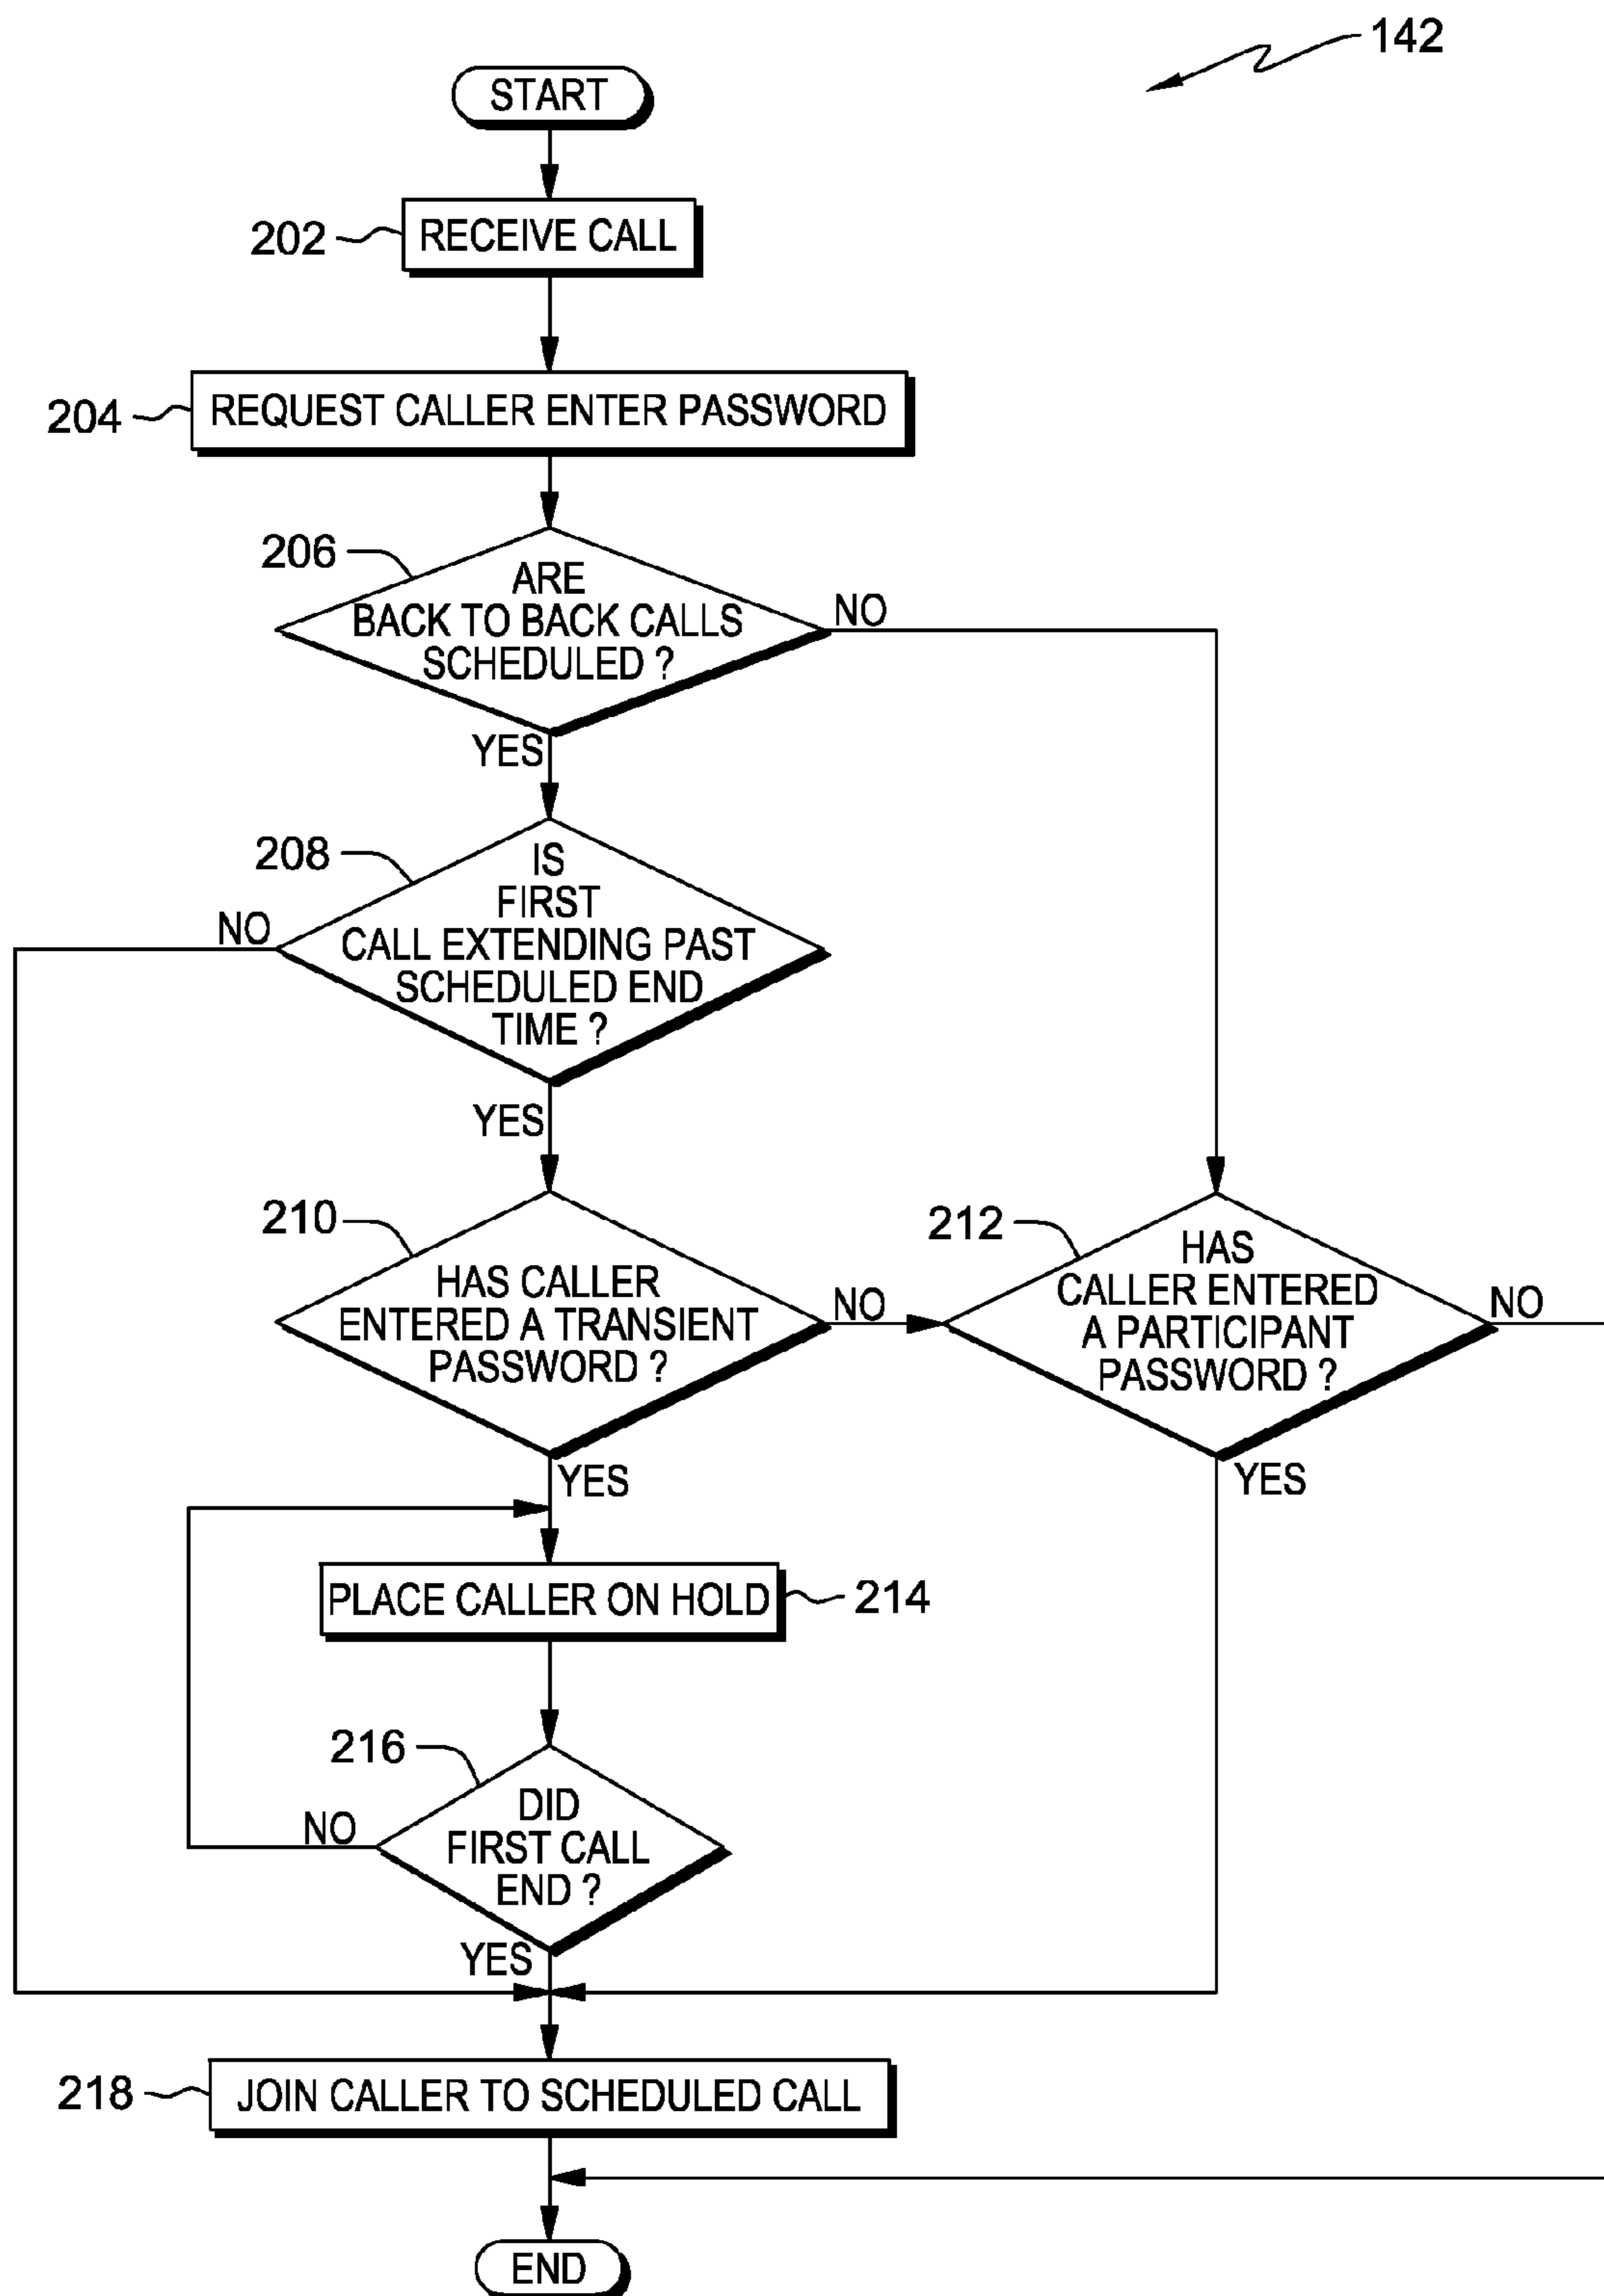 142
START
202
RECEIVE CALL
204
REQUEST CALLER ENTER PASSWORD
206
ARE
BACK TO BACK CALLS
SCHEDULED ?
NO
YES
208
IS
FIRST
CALL EXTENDING PAST
SCHEDULED END
TIME ?
NO
YES
210
HAS CALLER
ENTERED A TRANSIENT
PASSWORD ?
NO
YES
212
HAS
CALLER ENTERED
A PARTICIPANT
PASSWORD ?
NO
YES
PLACE CALLER ON HOLD
214
216
DID
FIRST CALL
END ?
NO
YES
218
JOIN CALLER TO SCHEDULED CALL
END